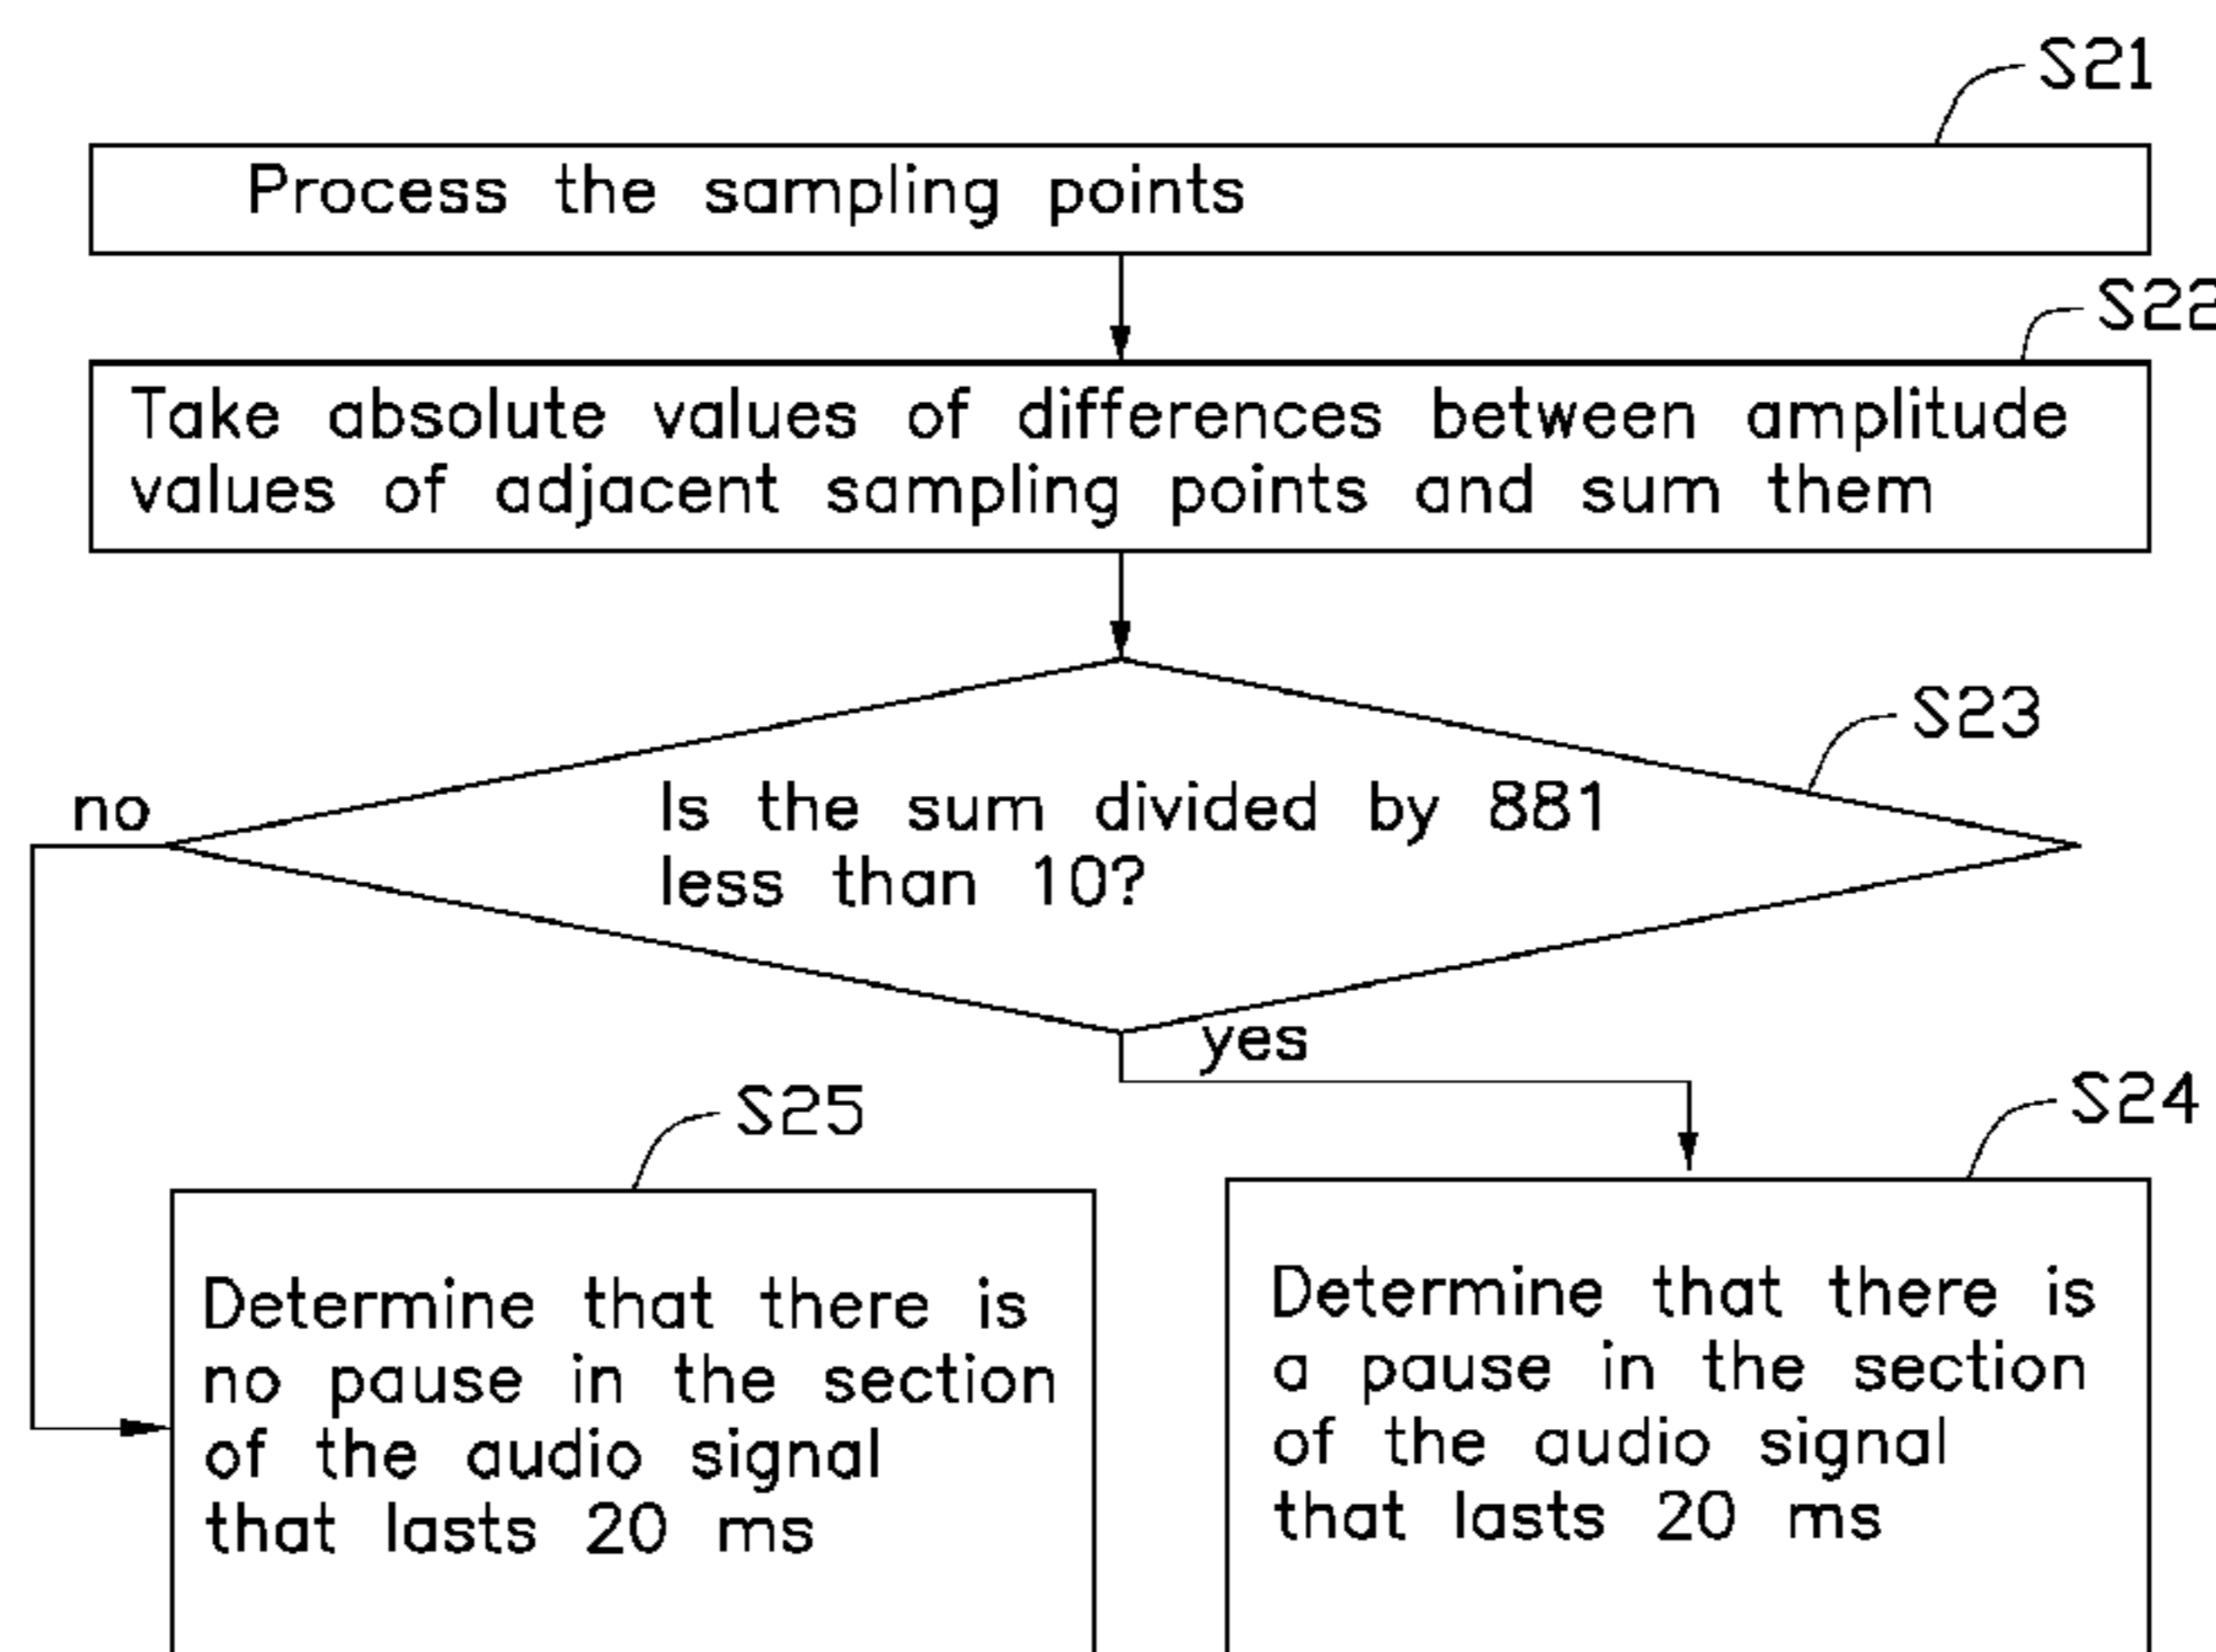 S21
Process the sampling points
S22
Take absolute values of differences between amplitude
values of adjacent sampling points and sum them
S23
Is the sum divided by 881
less than 10?
no
yes
S25
Determine that there is
no pause in the section
of the audio signal
that lasts 20 ms
S24
Determine that there is
a pause in the section
of the audio signal
that lasts 20 ms